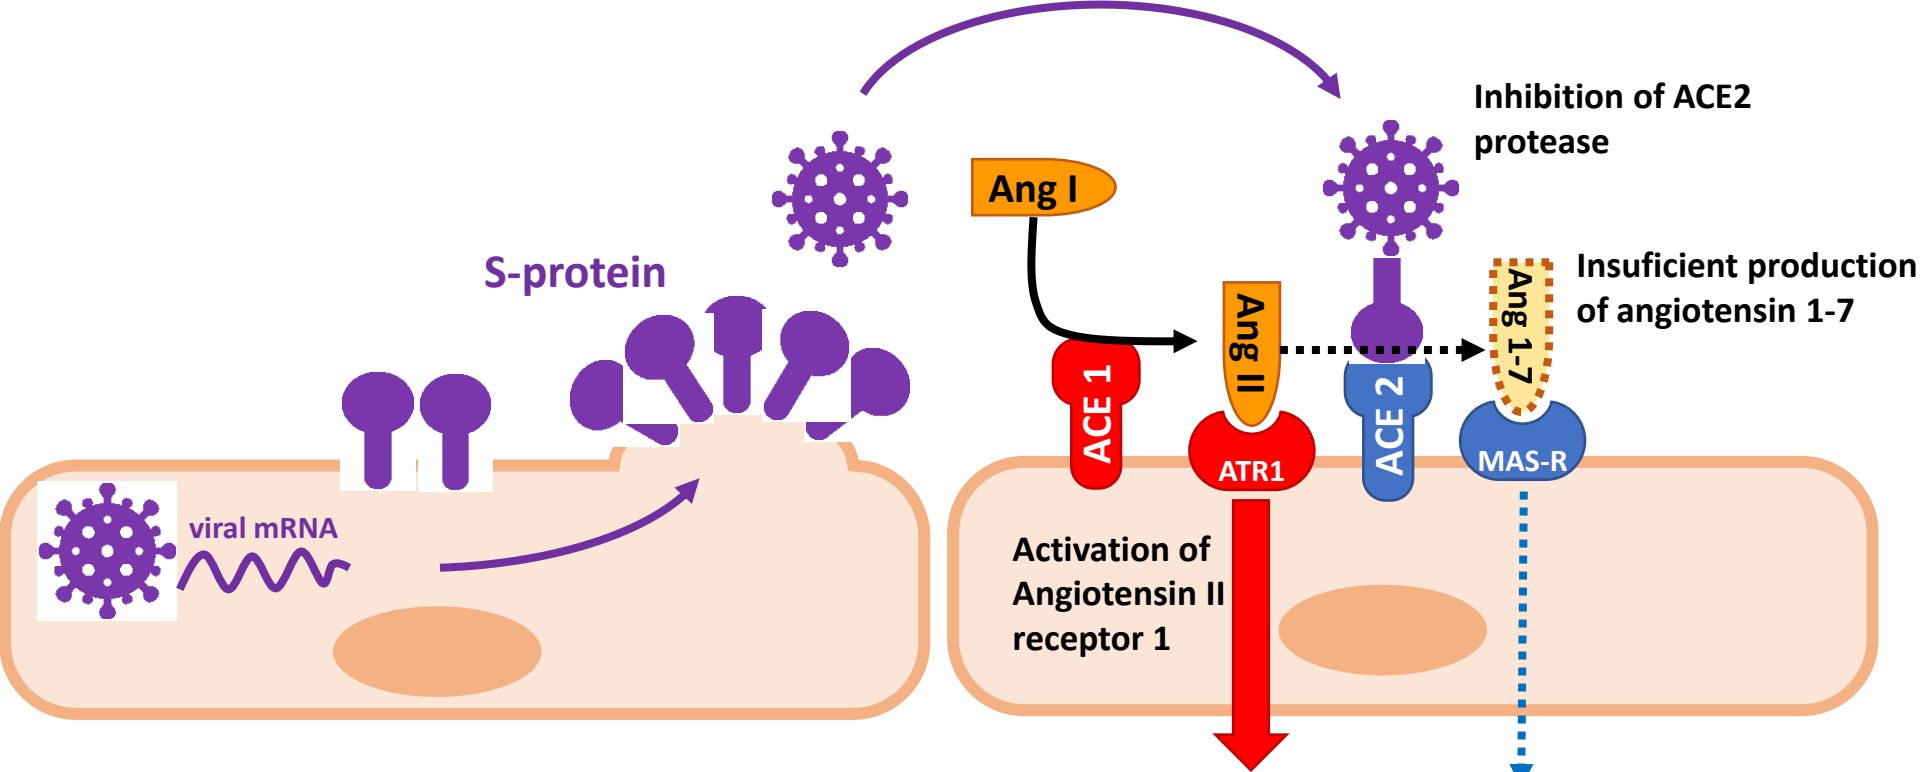 Inhibition of ACE2
protease
Ang I
S-protein
Insuficient production
of angiotensin 1-7
Ang II
Ang 1-7
ACE 1
ACE 2
ATR1
MAS-R
viral mRNA
Activation of
Angiotensin II
receptor 1